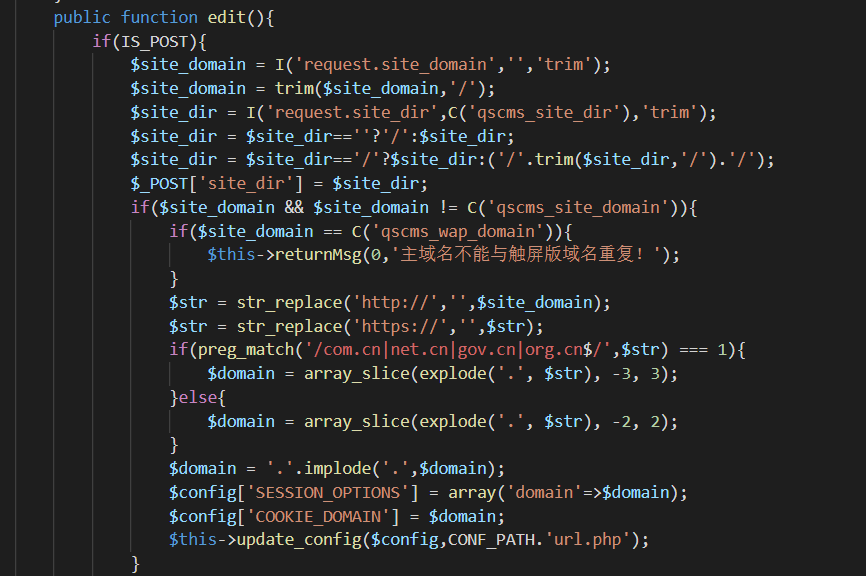 public function edit(){
if(IS_POST){
$site_domain = I('request.site_domain','','trim');
$site_domain = trim($site_domain,'/');
$site_dir = I('request.site_dir',C('qscms_site_dir'),'trim');
$site_dir = $site_dir==''?'/':$site_dir;
$site_dir = $site_dir=='/'?$site_dir:('/'.trim($site_dir,'/').'/');
$_POST['site_dir'] = $site_dir;
if($site_domain && $site_domain != C('qscms_site_domain')){
if($site_domain == C('qscms_wap_domain')){
$this->returnMsg(0,'主域名不能与触屏版域名重复！');
}
$str = str_replace('http://','',$site_domain);
$str = str_replace('https://','',$str);
if(preg_match('/com.cn|net.cn|gov.cn|org.cn$/',$str) === 1){
$domain = array_slice(explode('.', $str), -3, 3);
}else{
$domain = array_slice(explode('.', $str), -2, 2);
}
$domain = '.'.implode('.',$domain);
$config['SESSION_OPTIONS'] = array('domain'=>$domain);
$config['COOKIE_DOMAIN'] = $domain;
$this->update_config($config,CONF_PATH.'url.php');
}